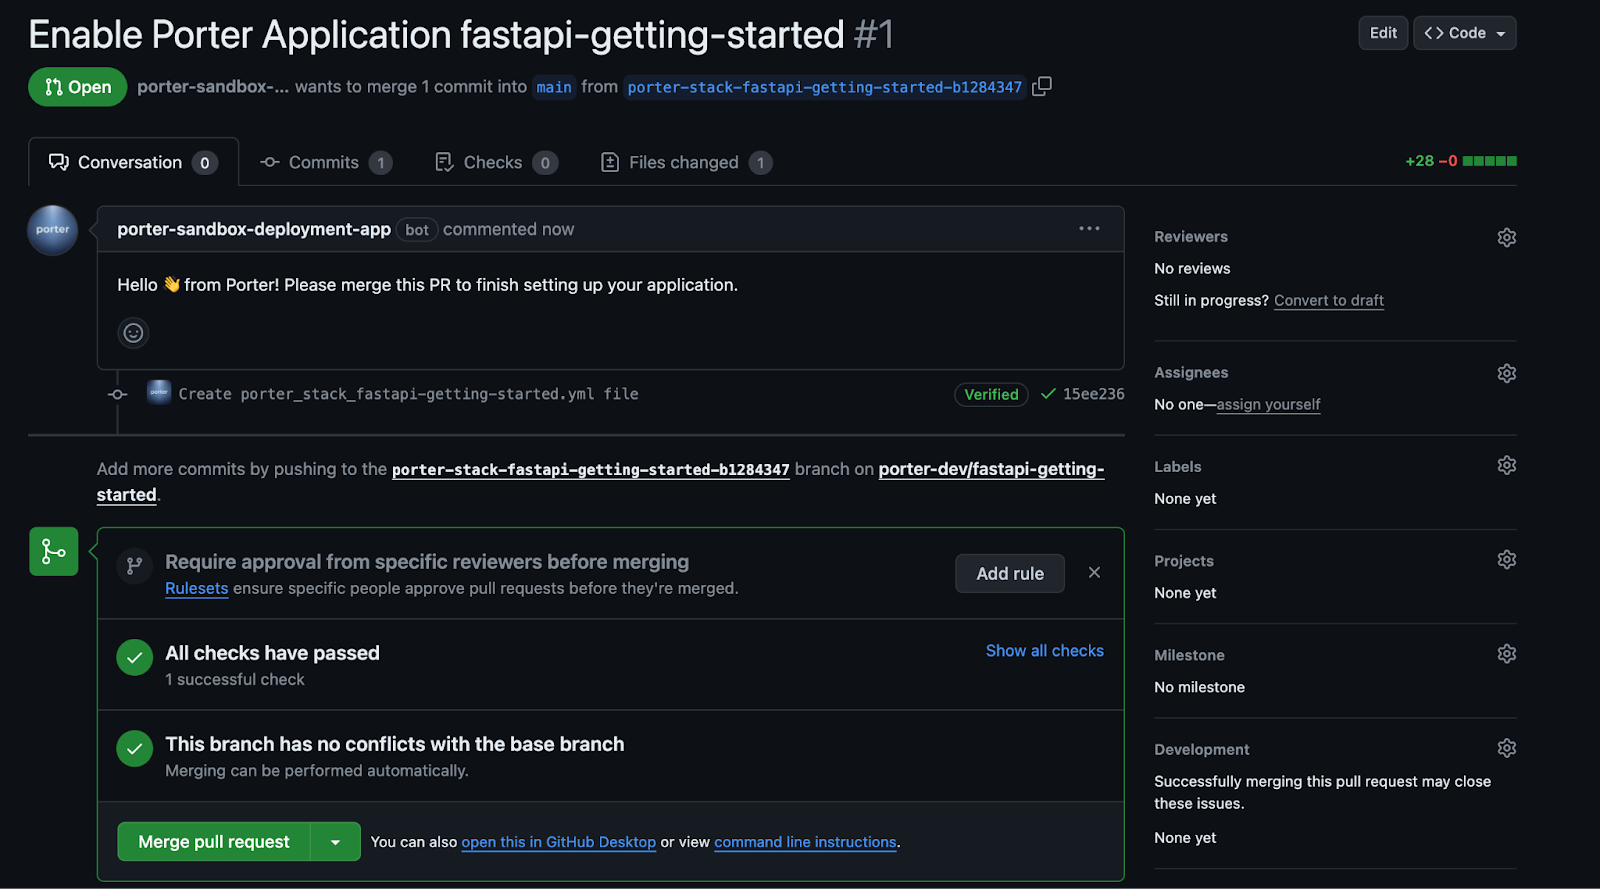 Enable Porter Application fastapi-getting-started #1
Edit
<> Code
Open
porter-sandbox-... wants to merge 1 commit into main from porter-stack-fastapi-getting-started-b1284347
Conversation 0
Commits 1
Checks 0
Files changed 1
+28 −0
porter
porter-sandbox-deployment-app bot commented now
...
Hello 👋 from Porter! Please merge this PR to finish setting up your application.
porter
Create porter_stack_fastapi-getting-started.yml file
Verified
15ee236
Add more commits by pushing to the porter-stack-fastapi-getting-started-b1284347 branch on porter-dev/fastapi-getting-
started.
Require approval from specific reviewers before merging
Rulesets ensure specific people approve pull requests before they're merged.
Add rule
All checks have passed
1 successful check
Show all checks
This branch has no conflicts with the base branch
Merging can be performed automatically.
Merge pull request
You can also open this in GitHub Desktop or view command line instructions.
Reviewers
No reviews
Still in progress? Convert to draft
Assignees
No one—assign yourself
Labels
None yet
Projects
None yet
Milestone
No milestone
Development
Successfully merging this pull request may close
these issues.
None yet